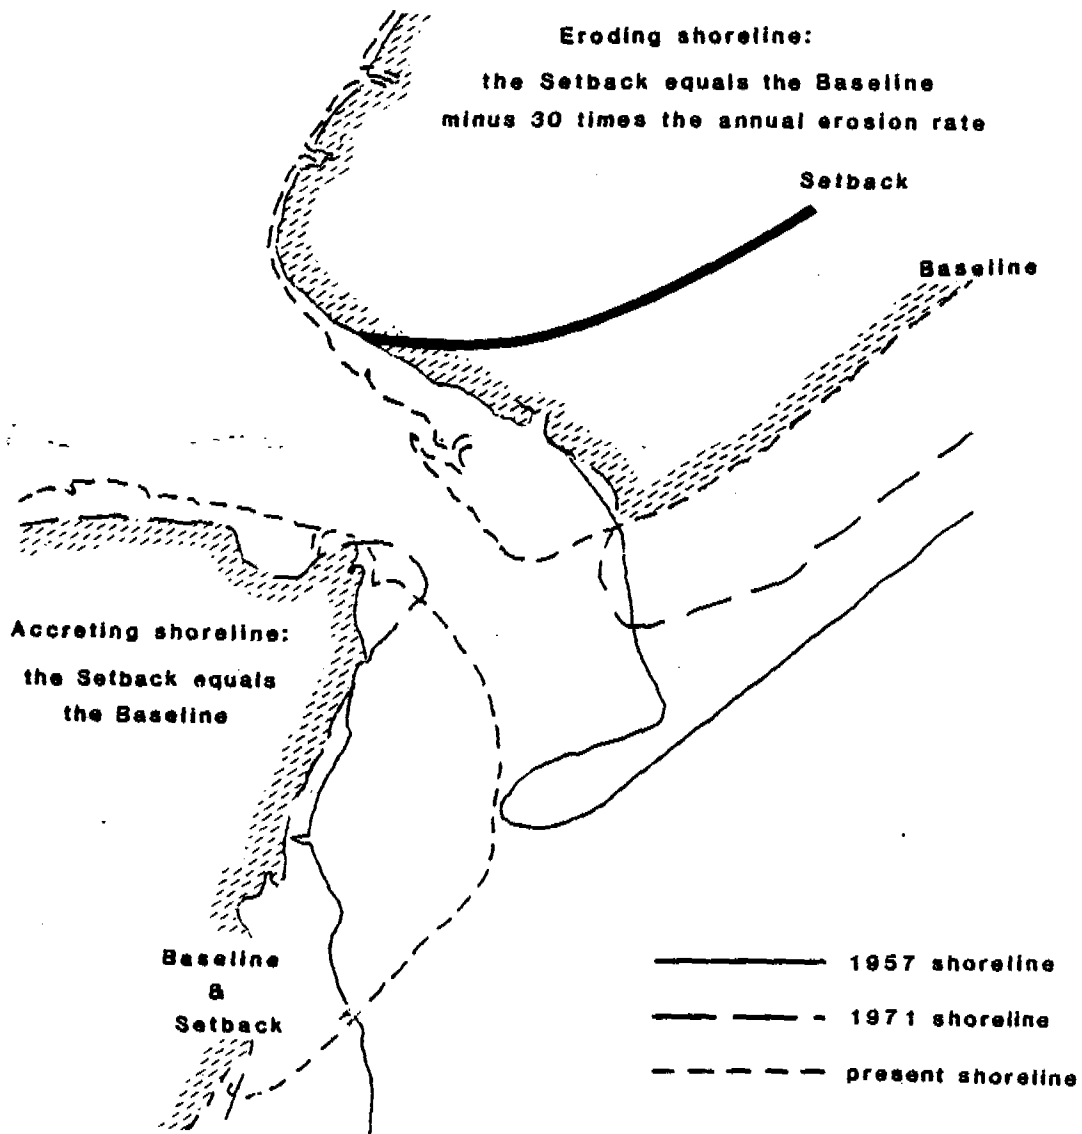 Eroding shoreline:
the Setback equals the Baseline
minus 30 times the annual erosion rate
Setback
Baseline
Accreting shoreline:
the Setback equals
the Baseline
Baseline
&
Setback
1957 shoreline
1971 shoreline
present shoreline